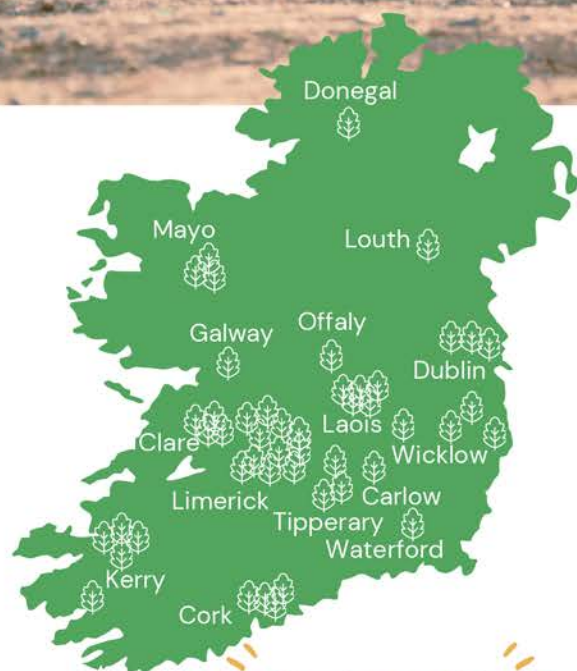 Donegal
Mayo
Louth
Galway
Offaly
Dublin
Clare
Laois
Wicklow
Limerick
Carlow
Tipperary
Waterford
Kerry
Cork